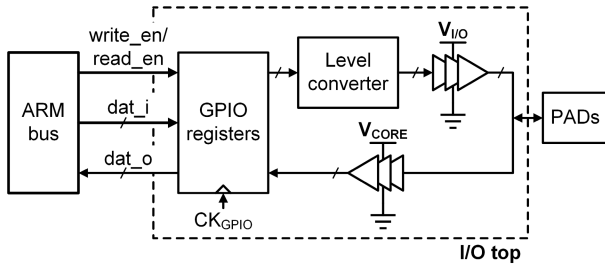 write_en/
read_en
ARM
bus
dat_i
dat_o
GPIO
registers
CK_GPIO
Level
converter
V_I/O
V_CORE
PADs
I/O top